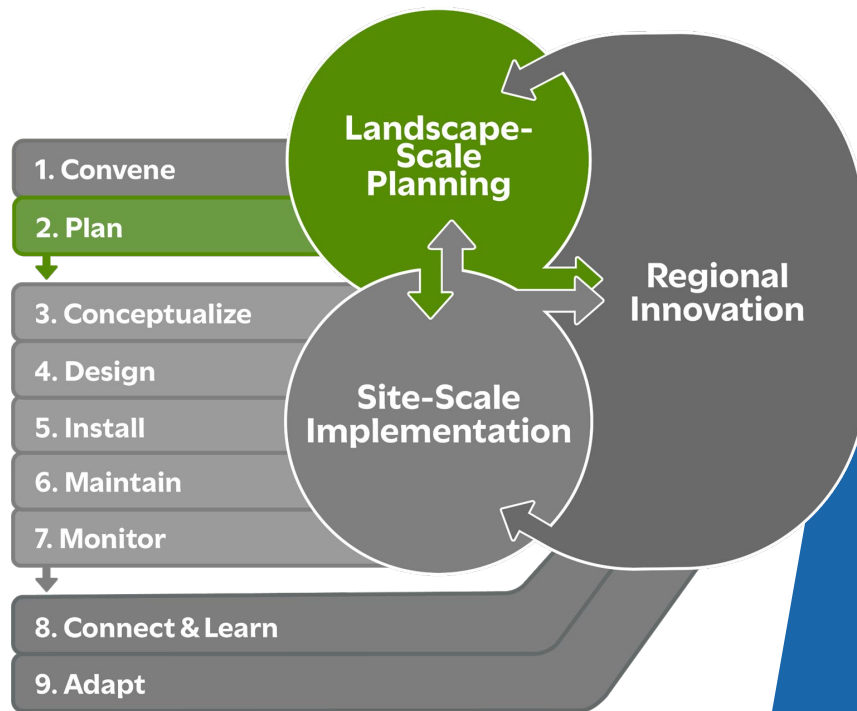 Landscape-
Scale
Planning
1. Convene
2. Plan
Regional
Innovation
3. Conceptualize
4. Design
Site-Scale
Implementation
5. Install
6. Maintain
7. Monitor
8. Connect & Learn
9. Adapt